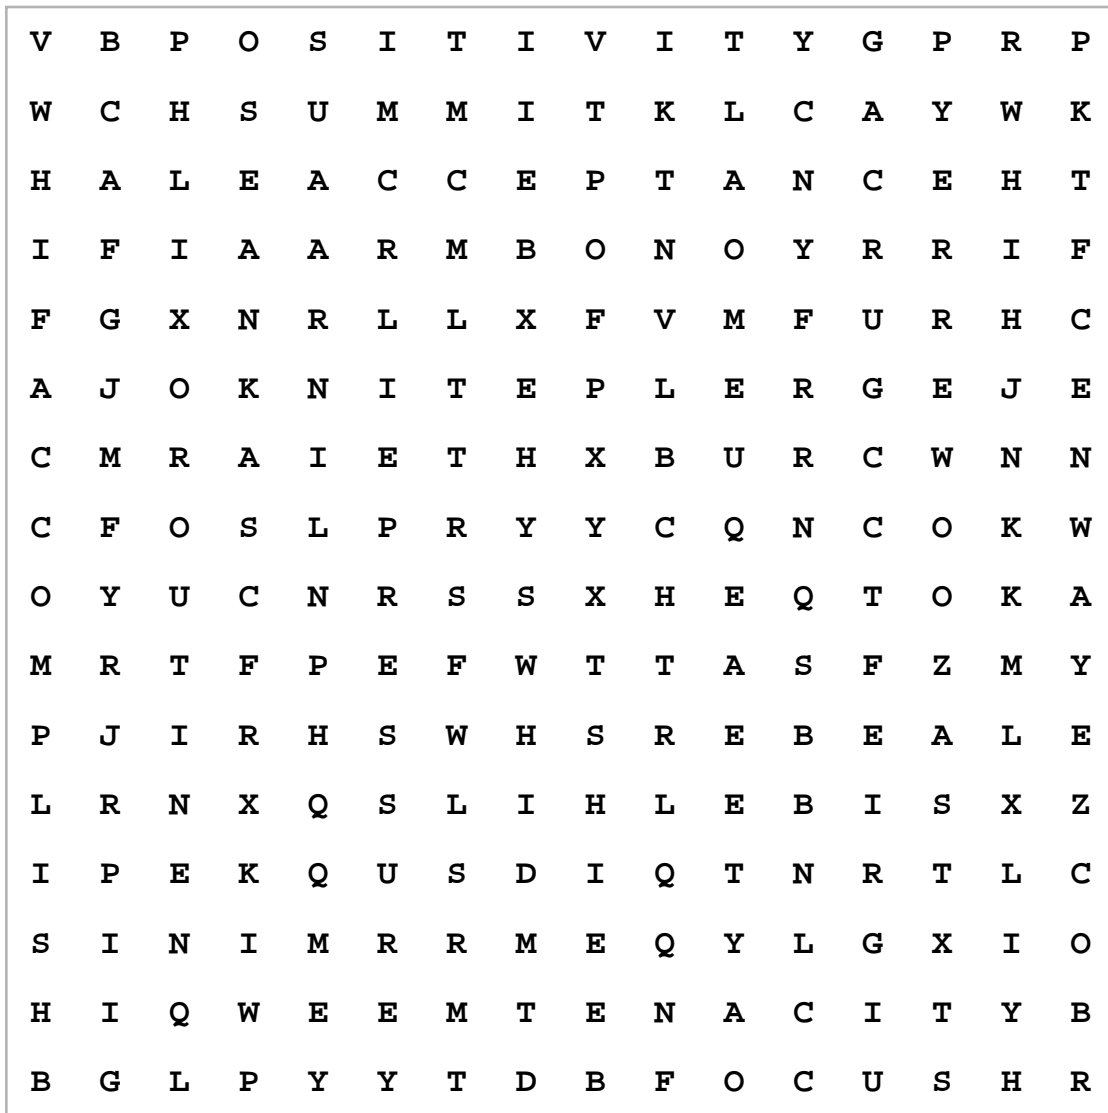 V B P O S I T I V I T Y G P R P
W C H S U M M I T K L C A Y W K
H A L E A C C E P T A N C E H T
I F I A A R M B O N O Y R R I F
F G X N R L L X F V M F U R H C
A J O K N I T E P L E R G E J E
C M R A I E T H X B U R C W N N
C F O S L P R Y Y C Q N C O K W
O Y U C N R S S X H E Q T O K A
M R T F P E F W T T A S F Z M Y
P J I R H S W H S R E B E A L E
L R N X Q S L I H L E B I S X Z
I P E K Q U S D I Q T N R T L C
S I N I M R R M E Q Y L G X I O
H I Q W E E M T E N A C I T Y B
B G L P Y Y T D B F O C U S H R